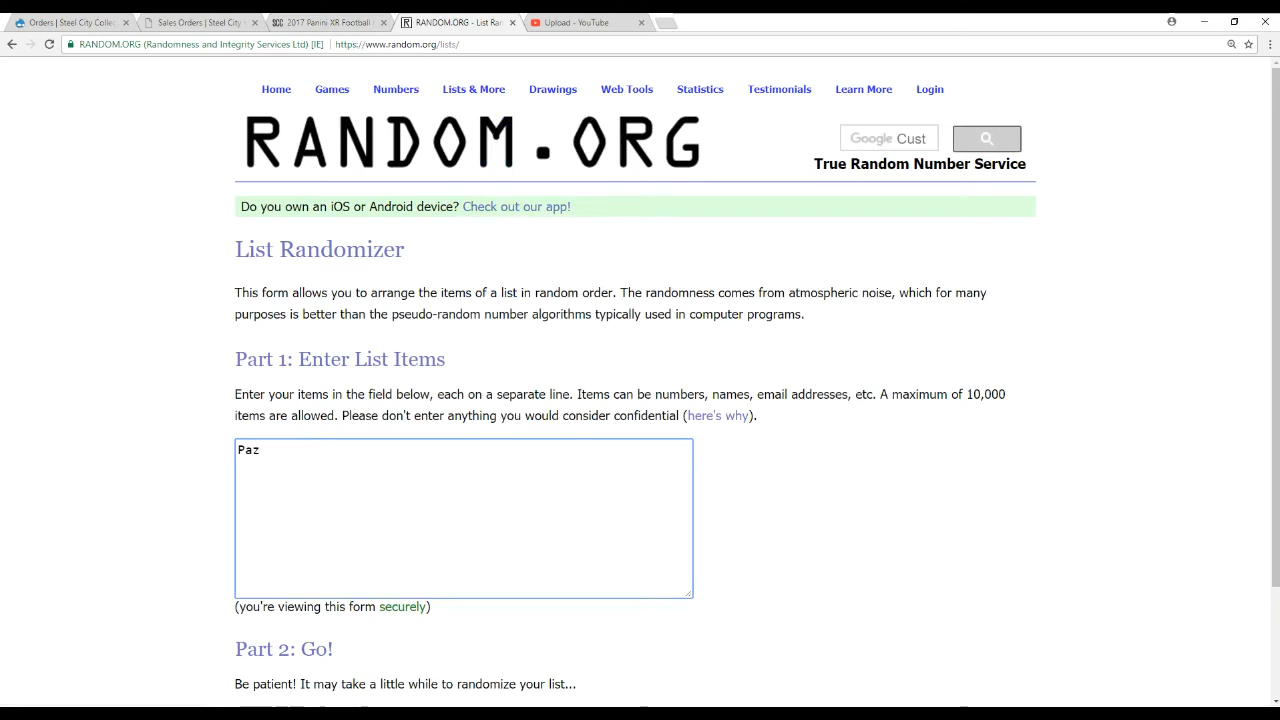 Orders | Steel City Collec
Sales Orders | Steel City
2017 Panini XR Football
RANDOM.ORG - List Ran
Upload - YouTube
RANDOM.ORG (Randomness and Integrity Services Ltd) [IE] https://www.random.org/lists/
Home Games Numbers Lists & More Drawings Web Tools Statistics Testimonials Learn More Login
RANDOM.ORG
Google Cust
True Random Number Service
Do you own an iOS or Android device? Check out our app!
List Randomizer
This form allows you to arrange the items of a list in random order. The randomness comes from atmospheric noise, which for many
purposes is better than the pseudo-random number algorithms typically used in computer programs.
Part 1: Enter List Items
Enter your items in the field below, each on a separate line. Items can be numbers, names, email addresses, etc. A maximum of 10,000
items are allowed. Please don't enter anything you would consider confidential (here's why).
Paz
(you're viewing this form securely)
Part 2: Go!
Be patient! It may take a little while to randomize your list...